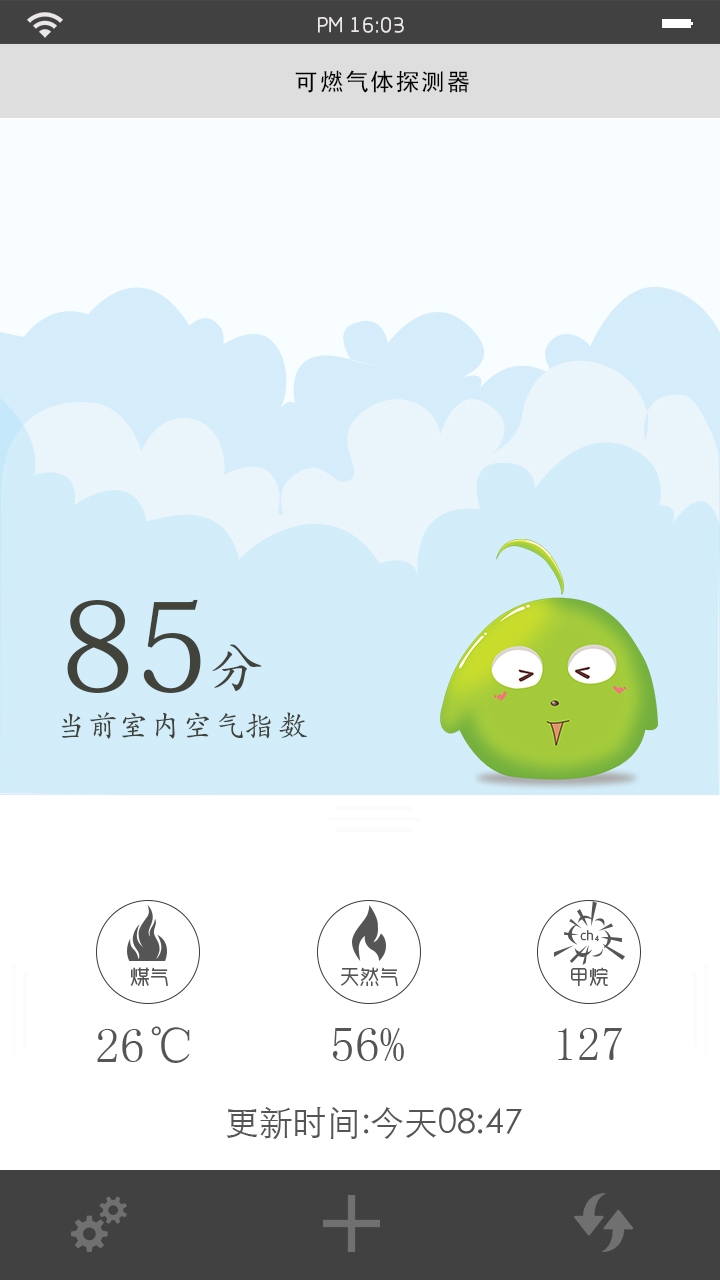 PM 16:03
可燃气体探测器
85分
当前室内空气指数
煤气
天然气
ch₄
甲烷
26℃
56%
127
更新时间:今天08:47